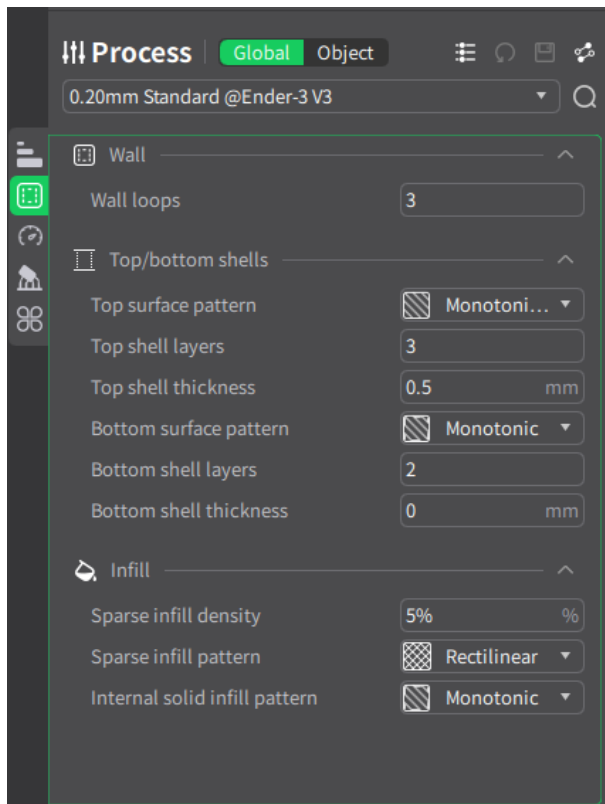 Process Global Object
0.20mm Standard @Ender-3 V3
Wall
Wall loops 3
Top/bottom shells
Top surface pattern Monotoni...
Top shell layers 3
Top shell thickness 0.5 mm
Bottom surface pattern Monotonic
Bottom shell layers 2
Bottom shell thickness 0 mm
Infill
Sparse infill density 5% %
Sparse infill pattern Rectilinear
Internal solid infill pattern Monotonic